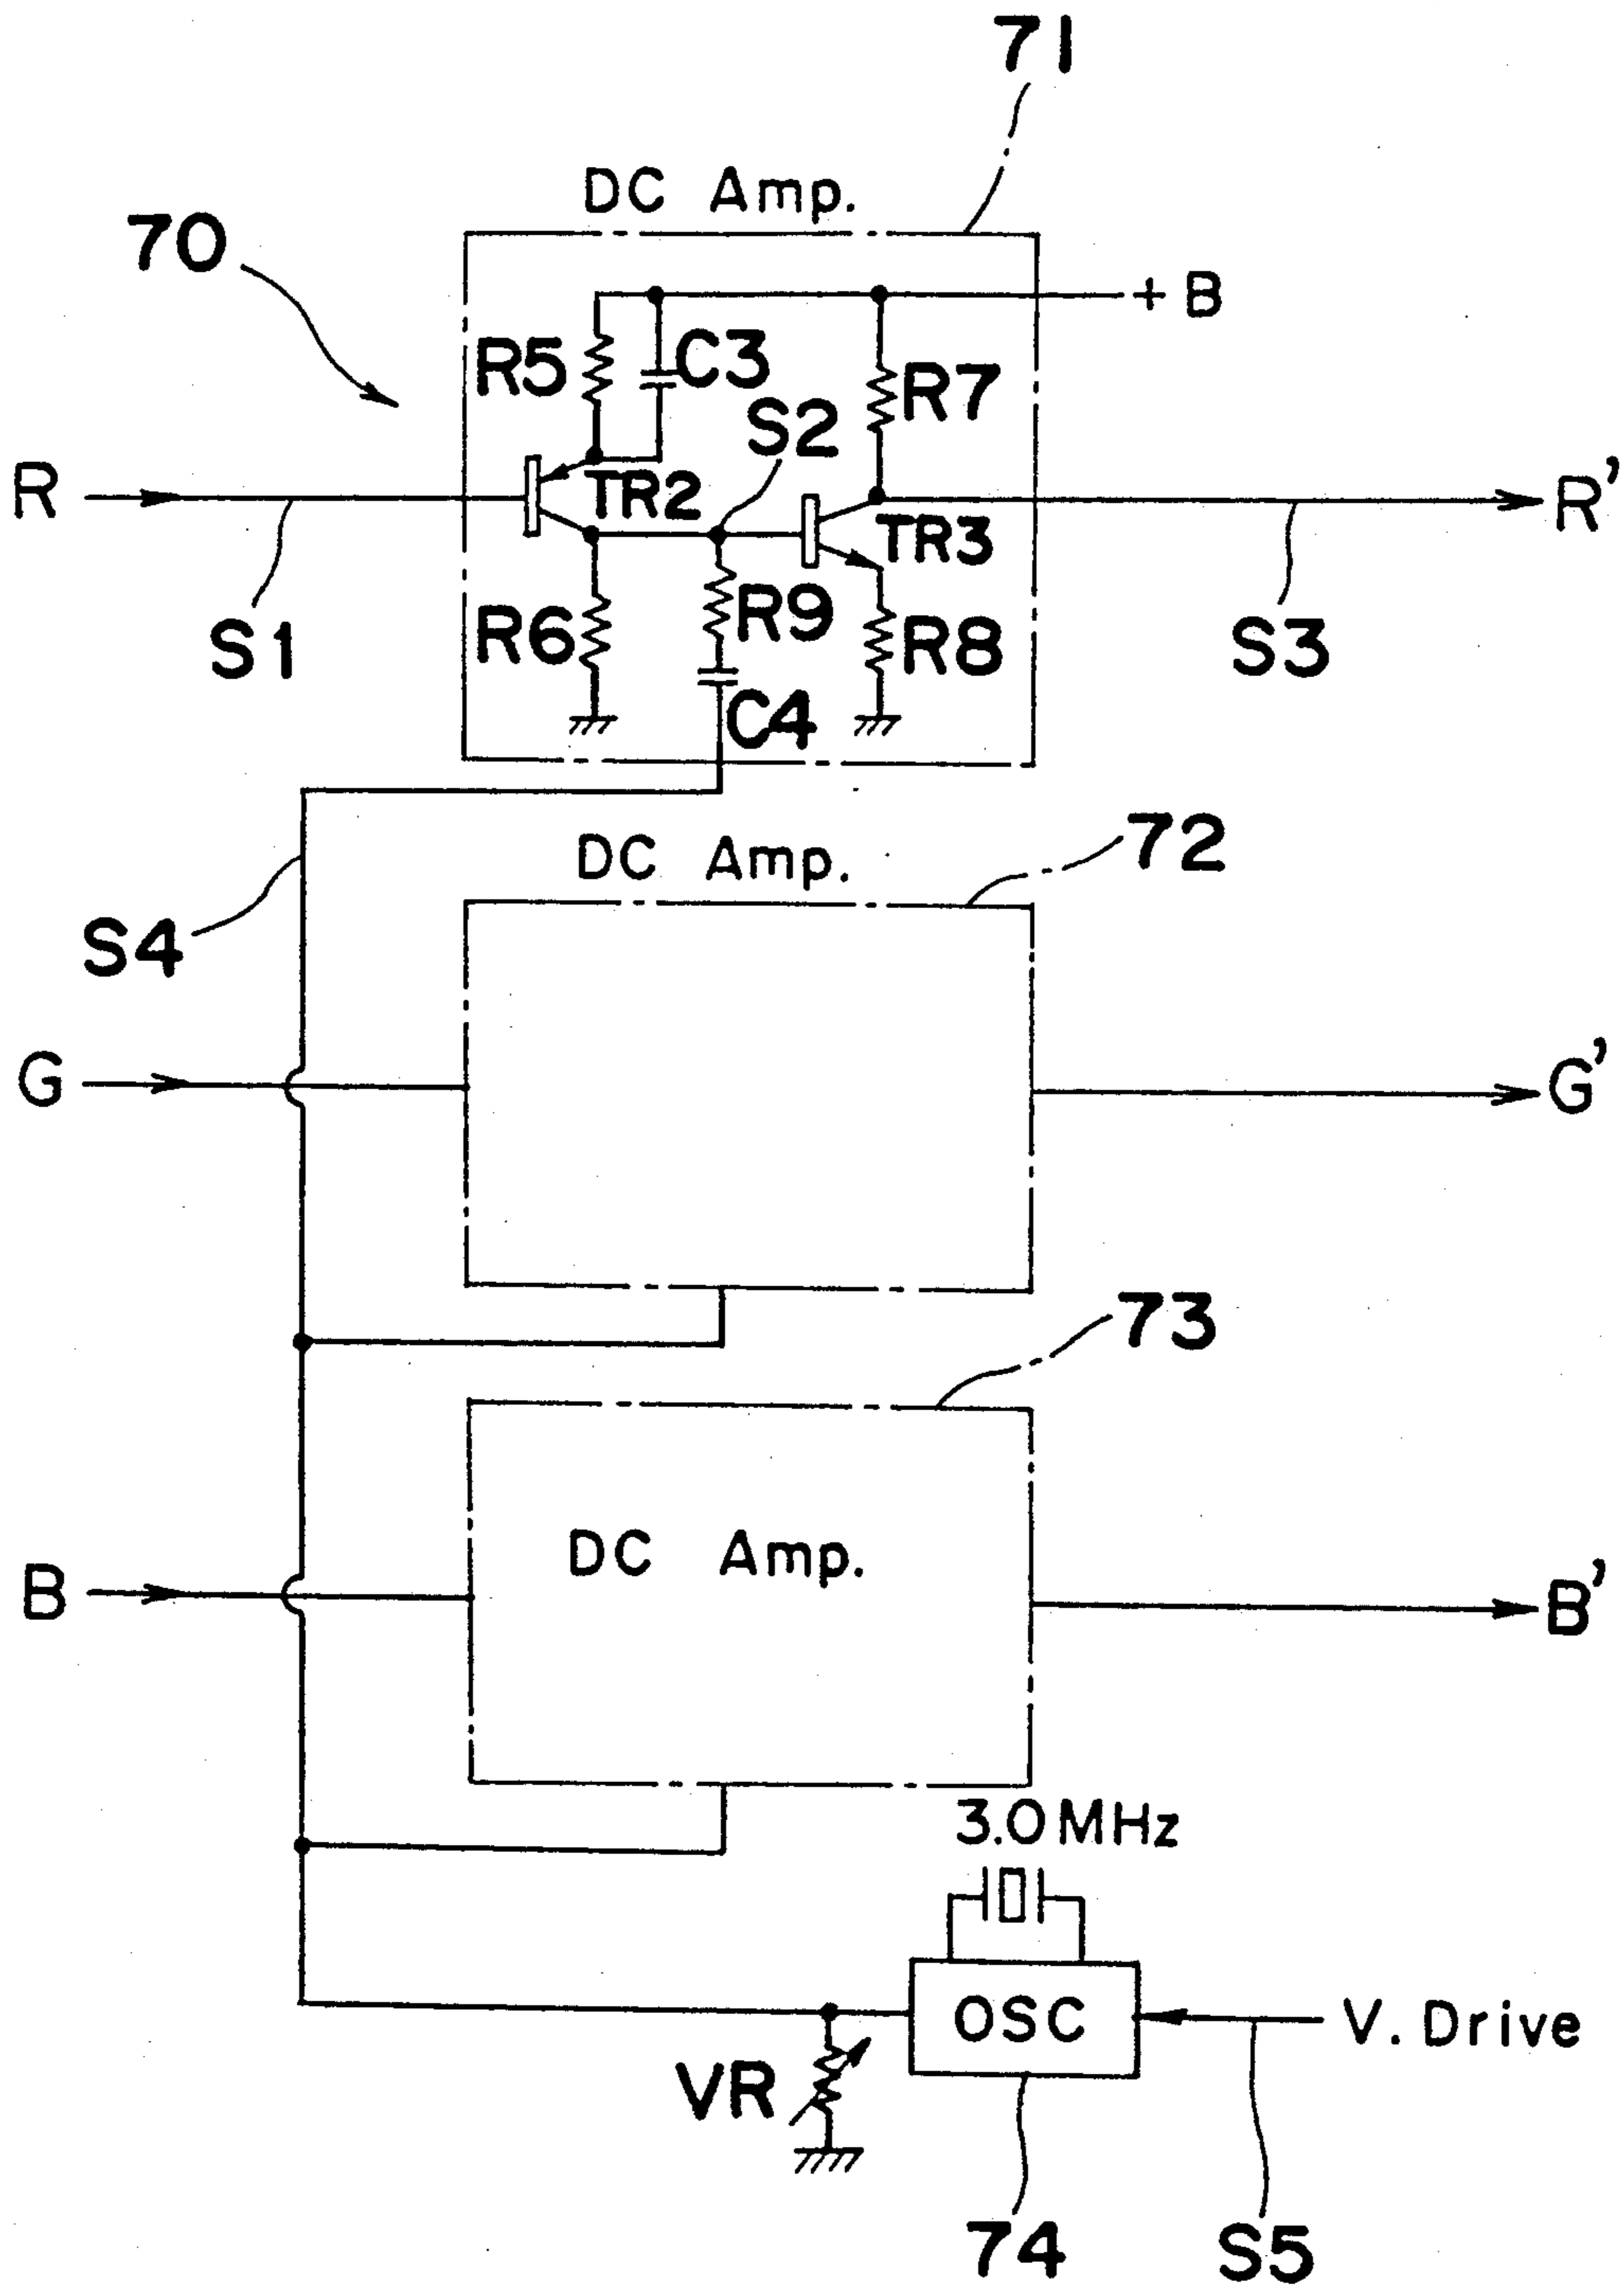 71
DC Amp.
70
+ B
R5
C3
R7
S2
R
TR2
TR3
R'
S1
R6
R9
R8
S3
C4
DC Amp.
72
S4
G
G'
73
DC Amp.
B
B'
3.0MHz
OSC
V. Drive
VR
74
S5